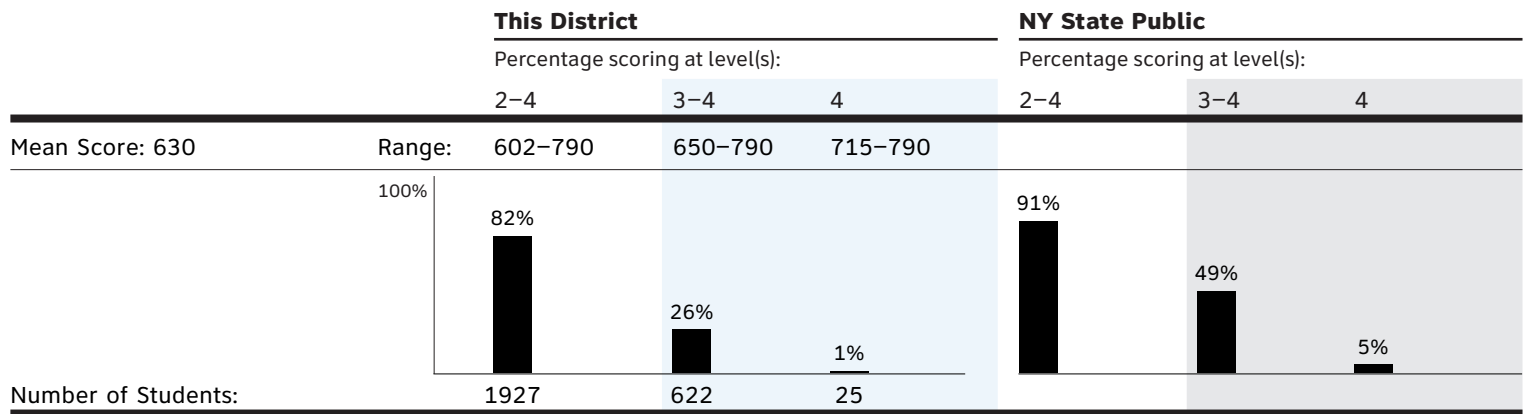 This District NY State Public
Percentage scoring at level(s): Percentage scoring at level(s):
2–4 3–4 4 2–4 3–4 4
Mean Score: 630 Range: 602–790 650–790 715–790
100%
82% 26% 1% 91% 49% 5%
Number of Students: 1927 622 25